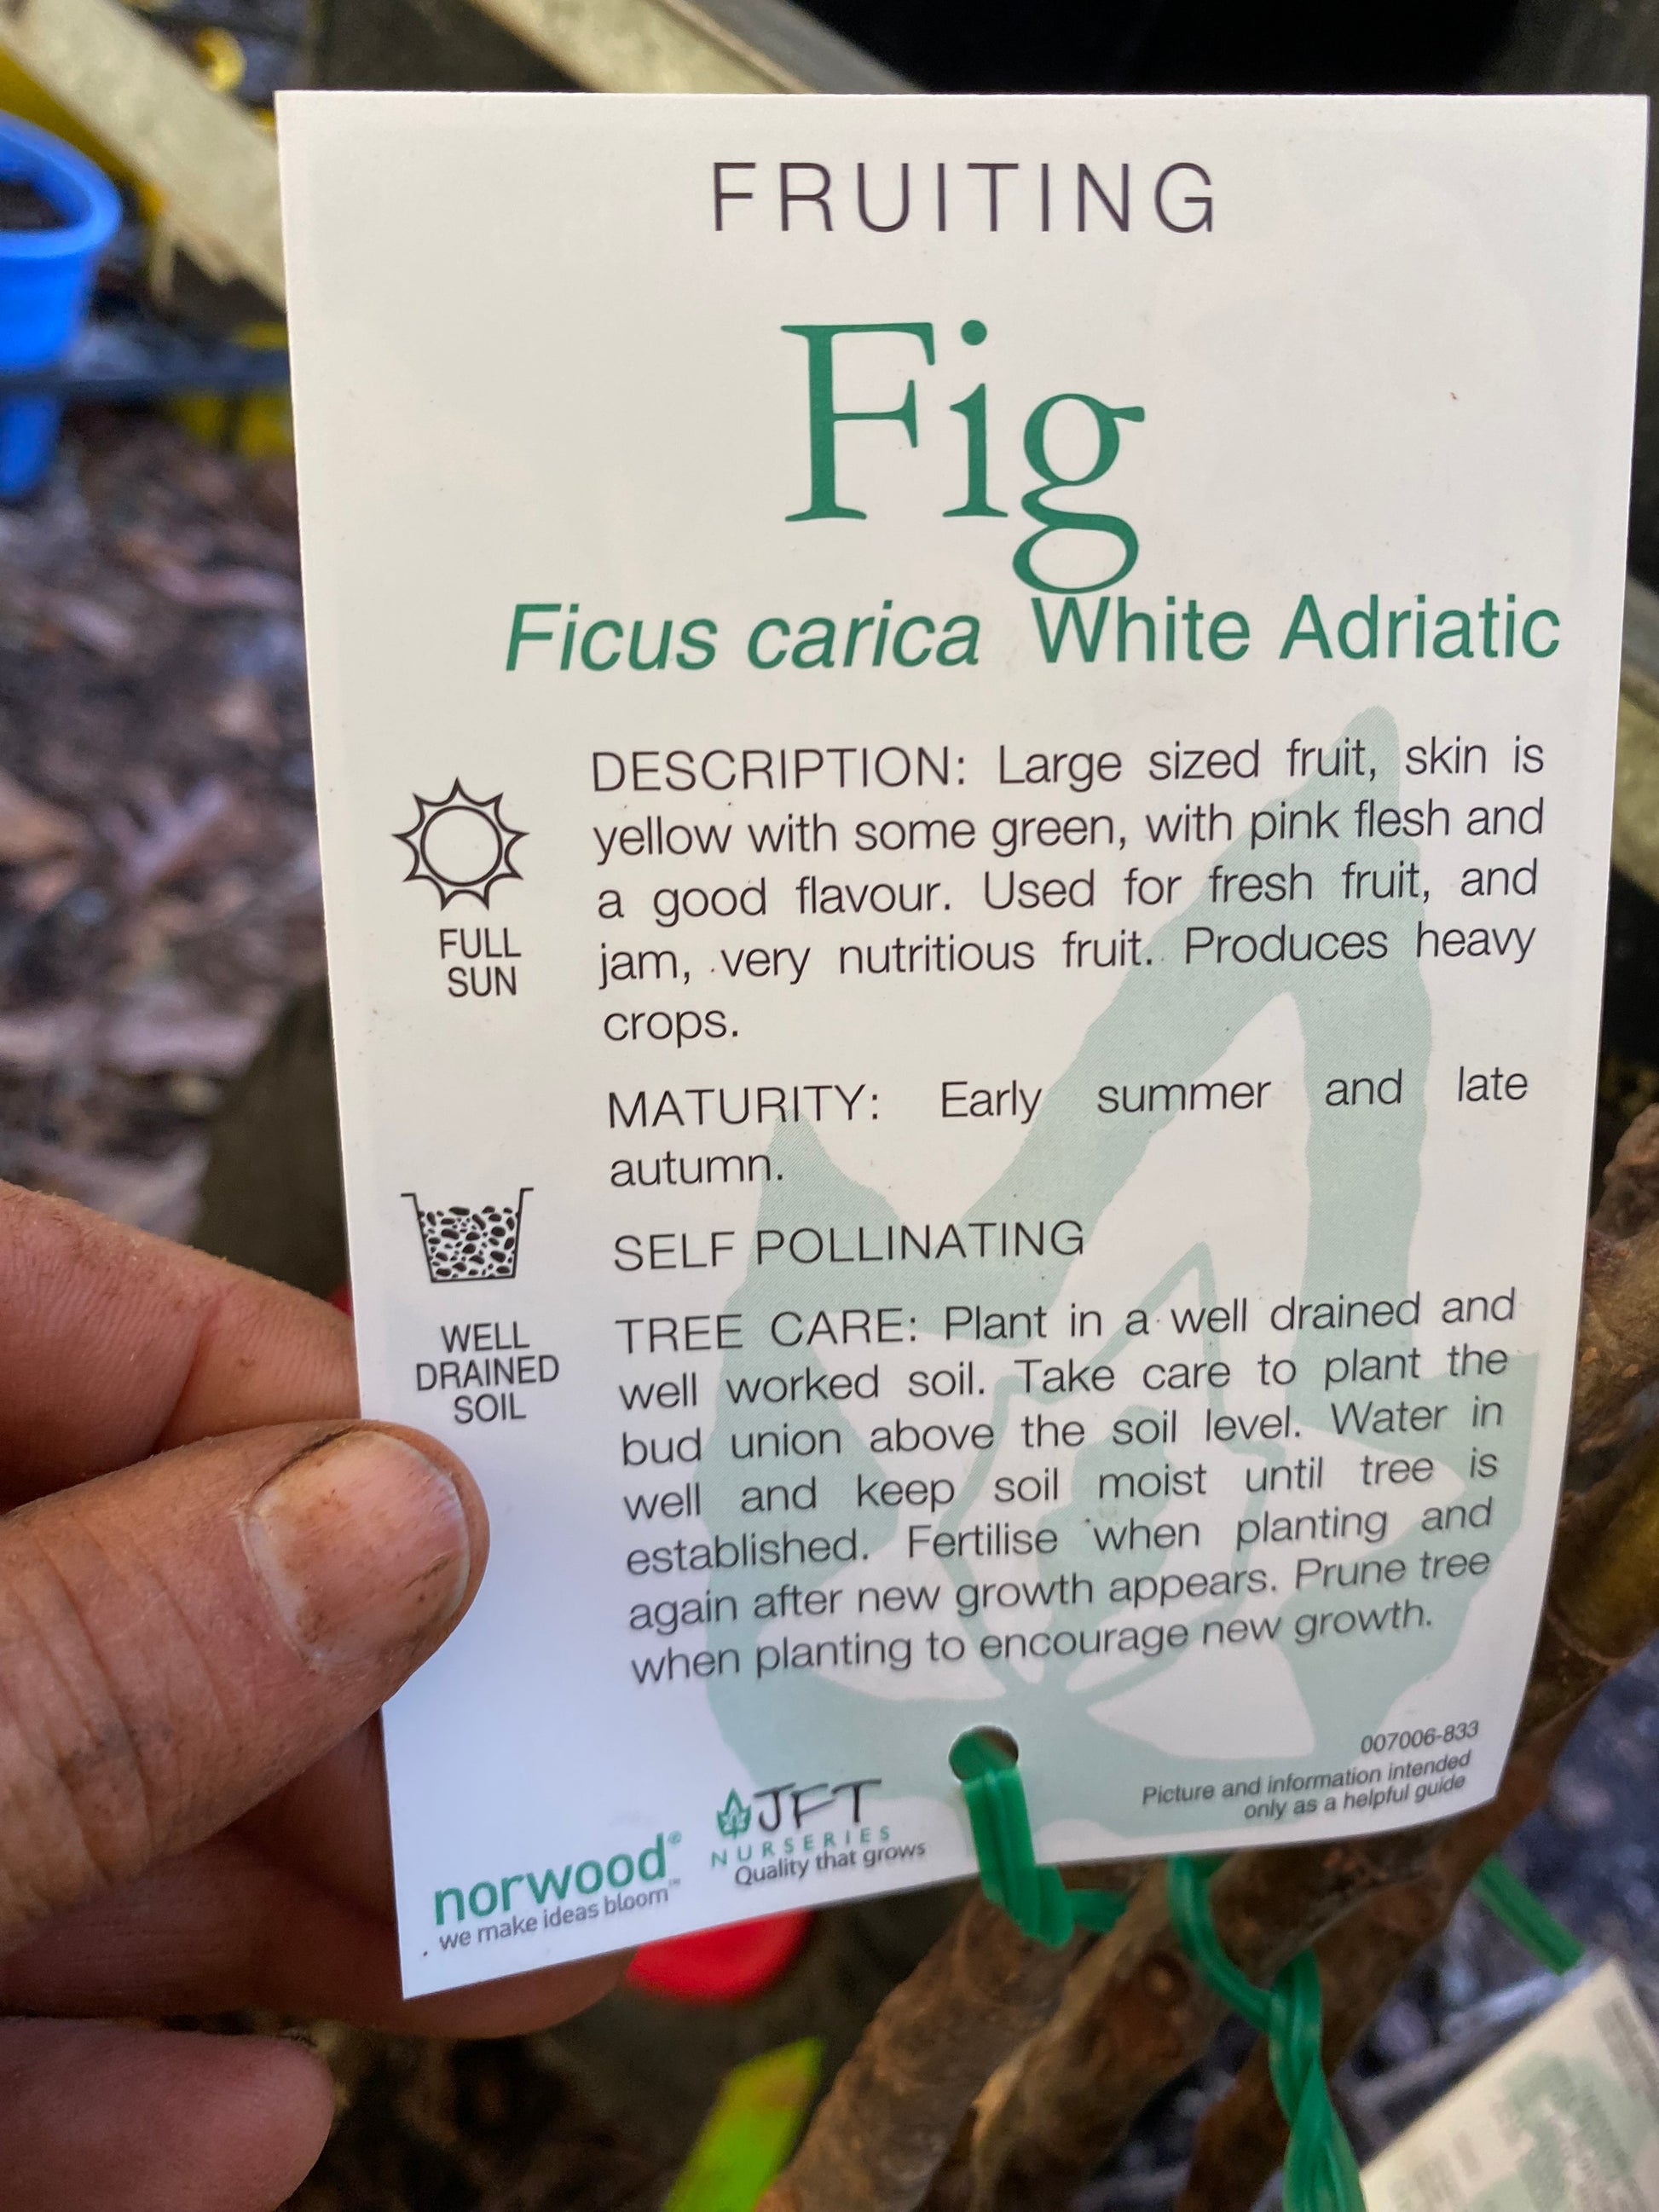 FRUITING
Fig
Ficus carica White Adriatic
DESCRIPTION: Large sized fruit, skin is
yellow with some green, with pink flesh and
a good flavour. Used for fresh fruit, and
jam, very nutritious fruit. Produces heavy
crops.
FULL
SUN
MATURITY: Early summer and late
autumn.
SELF POLLINATING
WELL
DRAINED
SOIL
TREE CARE: Plant in a well drained and
well worked soil. Take care to plant the
bud union above the soil level. Water in
well and keep soil moist until tree is
established. Fertilise when planting and
again after new growth appears. Prune tree
when planting to encourage new growth.
007006-833
Picture and information intended
only as a helpful guide
norwood®
we make ideas bloom™
JFT
NURSERIES
Quality that grows